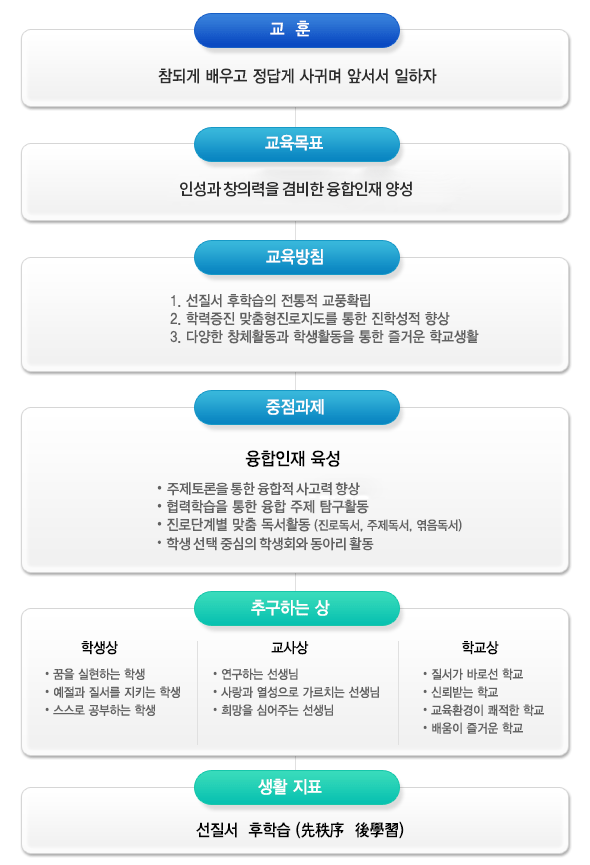 교 훈
참되게 배우고 정답게 사귀며 앞서서 일하자
교육목표
인성과 창의력을 겸비한 융합인재 양성
교육방침
1. 선질서 후학습의 전통적 교풍확립
2. 학력증진 맞춤형진로지도를 통한 진학성적 향상
3. 다양한 창체활동과 학생활동을 통한 즐거운 학교생활
중점과제
융합인재 육성
• 주제토론을 통한 융합적 사고력 향상
• 협력학습을 통한 융합 주제 탐구활동
• 진로단계별 맞춤 독서활동 (진로독서, 주제독서, 엮음독서)
• 학생 선택 중심의 학생회와 동아리 활동
추구하는 상
학생상
• 꿈을 실현하는 학생
• 예절과 질서를 지키는 학생
• 스스로 공부하는 학생
교사상
• 연구하는 선생님
• 사랑과 열성으로 가르치는 선생님
• 희망을 심어주는 선생님
학교상
• 질서가 바로선 학교
• 신뢰받는 학교
• 교육환경이 쾌적한 학교
• 배움이 즐거운 학교
생활 지표
선질서 후학습 (先秩序 後學習)